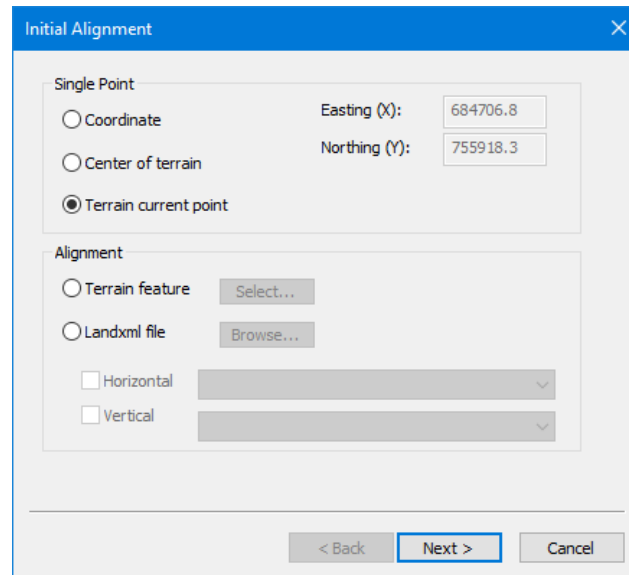 Initial Alignment
Single Point
Coordinate
Easting (X): 684706.8
Center of terrain
Northing (Y): 755918.3
Terrain current point
Alignment
Terrain feature Select...
Landxml file Browse...
Horizontal
Vertical
< Back Next > Cancel